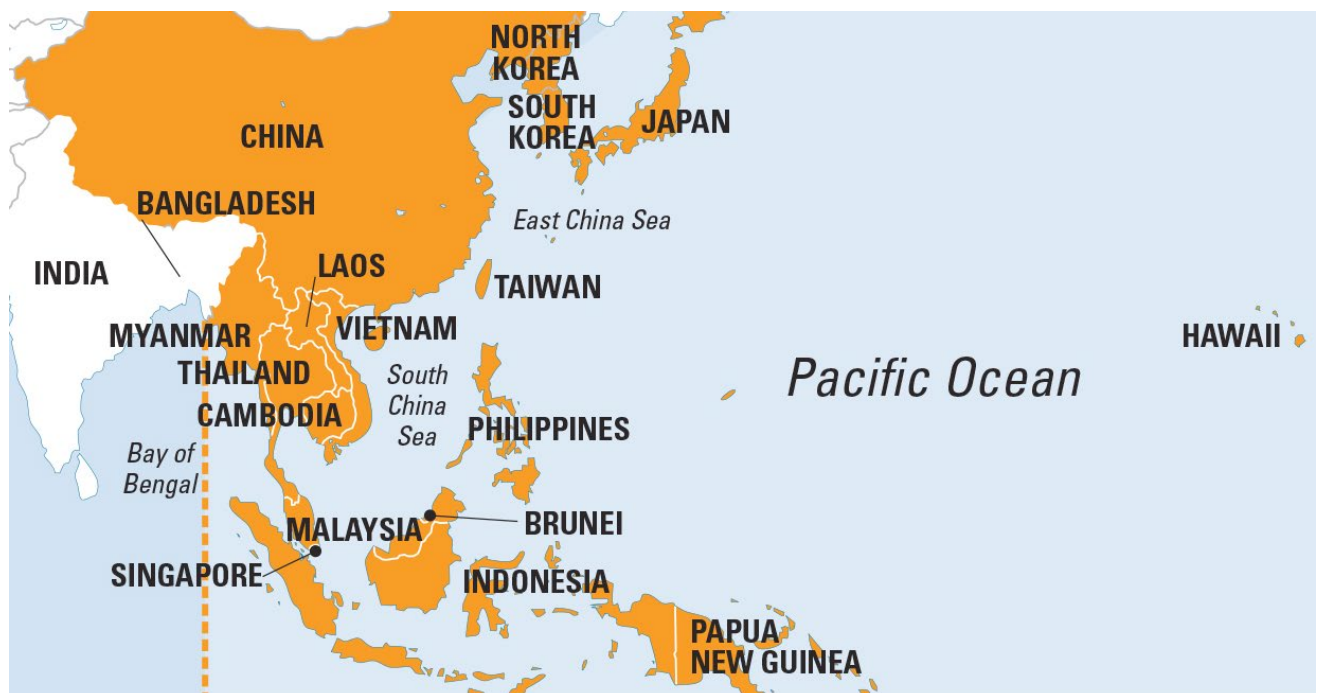 NORTH
KOREA
SOUTH
KOREA
JAPAN
CHINA
BANGLADESH
East China Sea
INDIA
LAOS
TAIWAN
MYANMAR
VIETNAM
HAWAII
THAILAND
South
China
Sea
Pacific Ocean
CAMBODIA
PHILIPPINES
Bay of
Bengal
MALAYSIA
BRUNEI
SINGAPORE
INDONESIA
PAPUA
NEW GUINEA